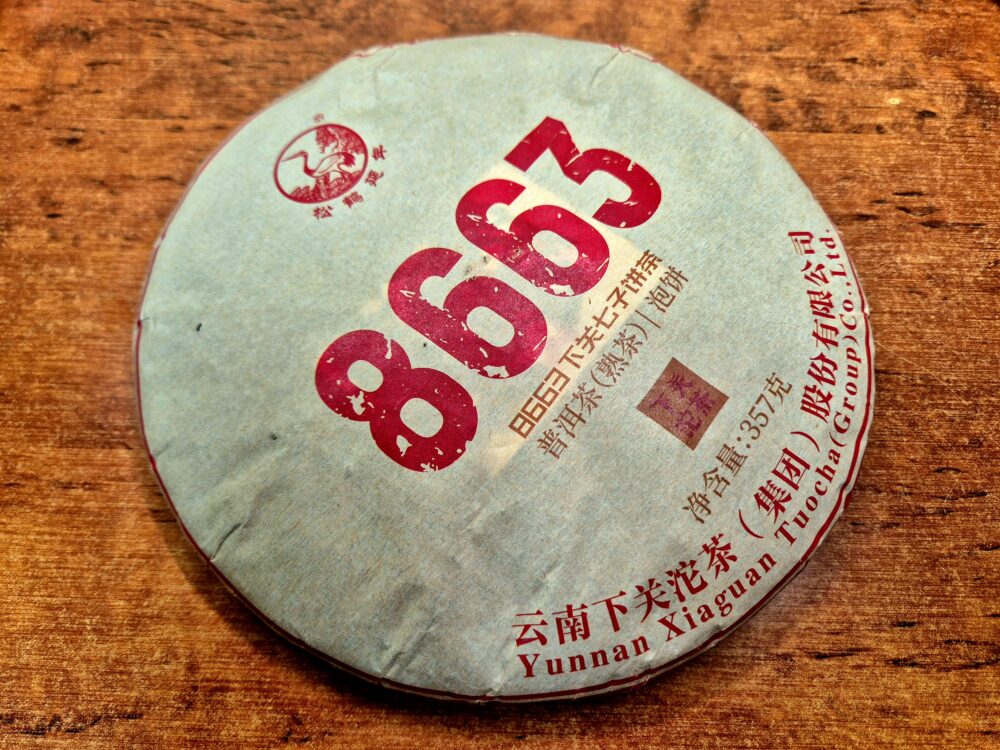 ®
松鶴延年
8663
8663下关七子饼茶
普洱茶(熟茶)|泡饼
净含量:357克
云南下关沱茶(集团)股份有限公司
Yunnan Xiaguan Tuocha(Group)Co.,Ltd.